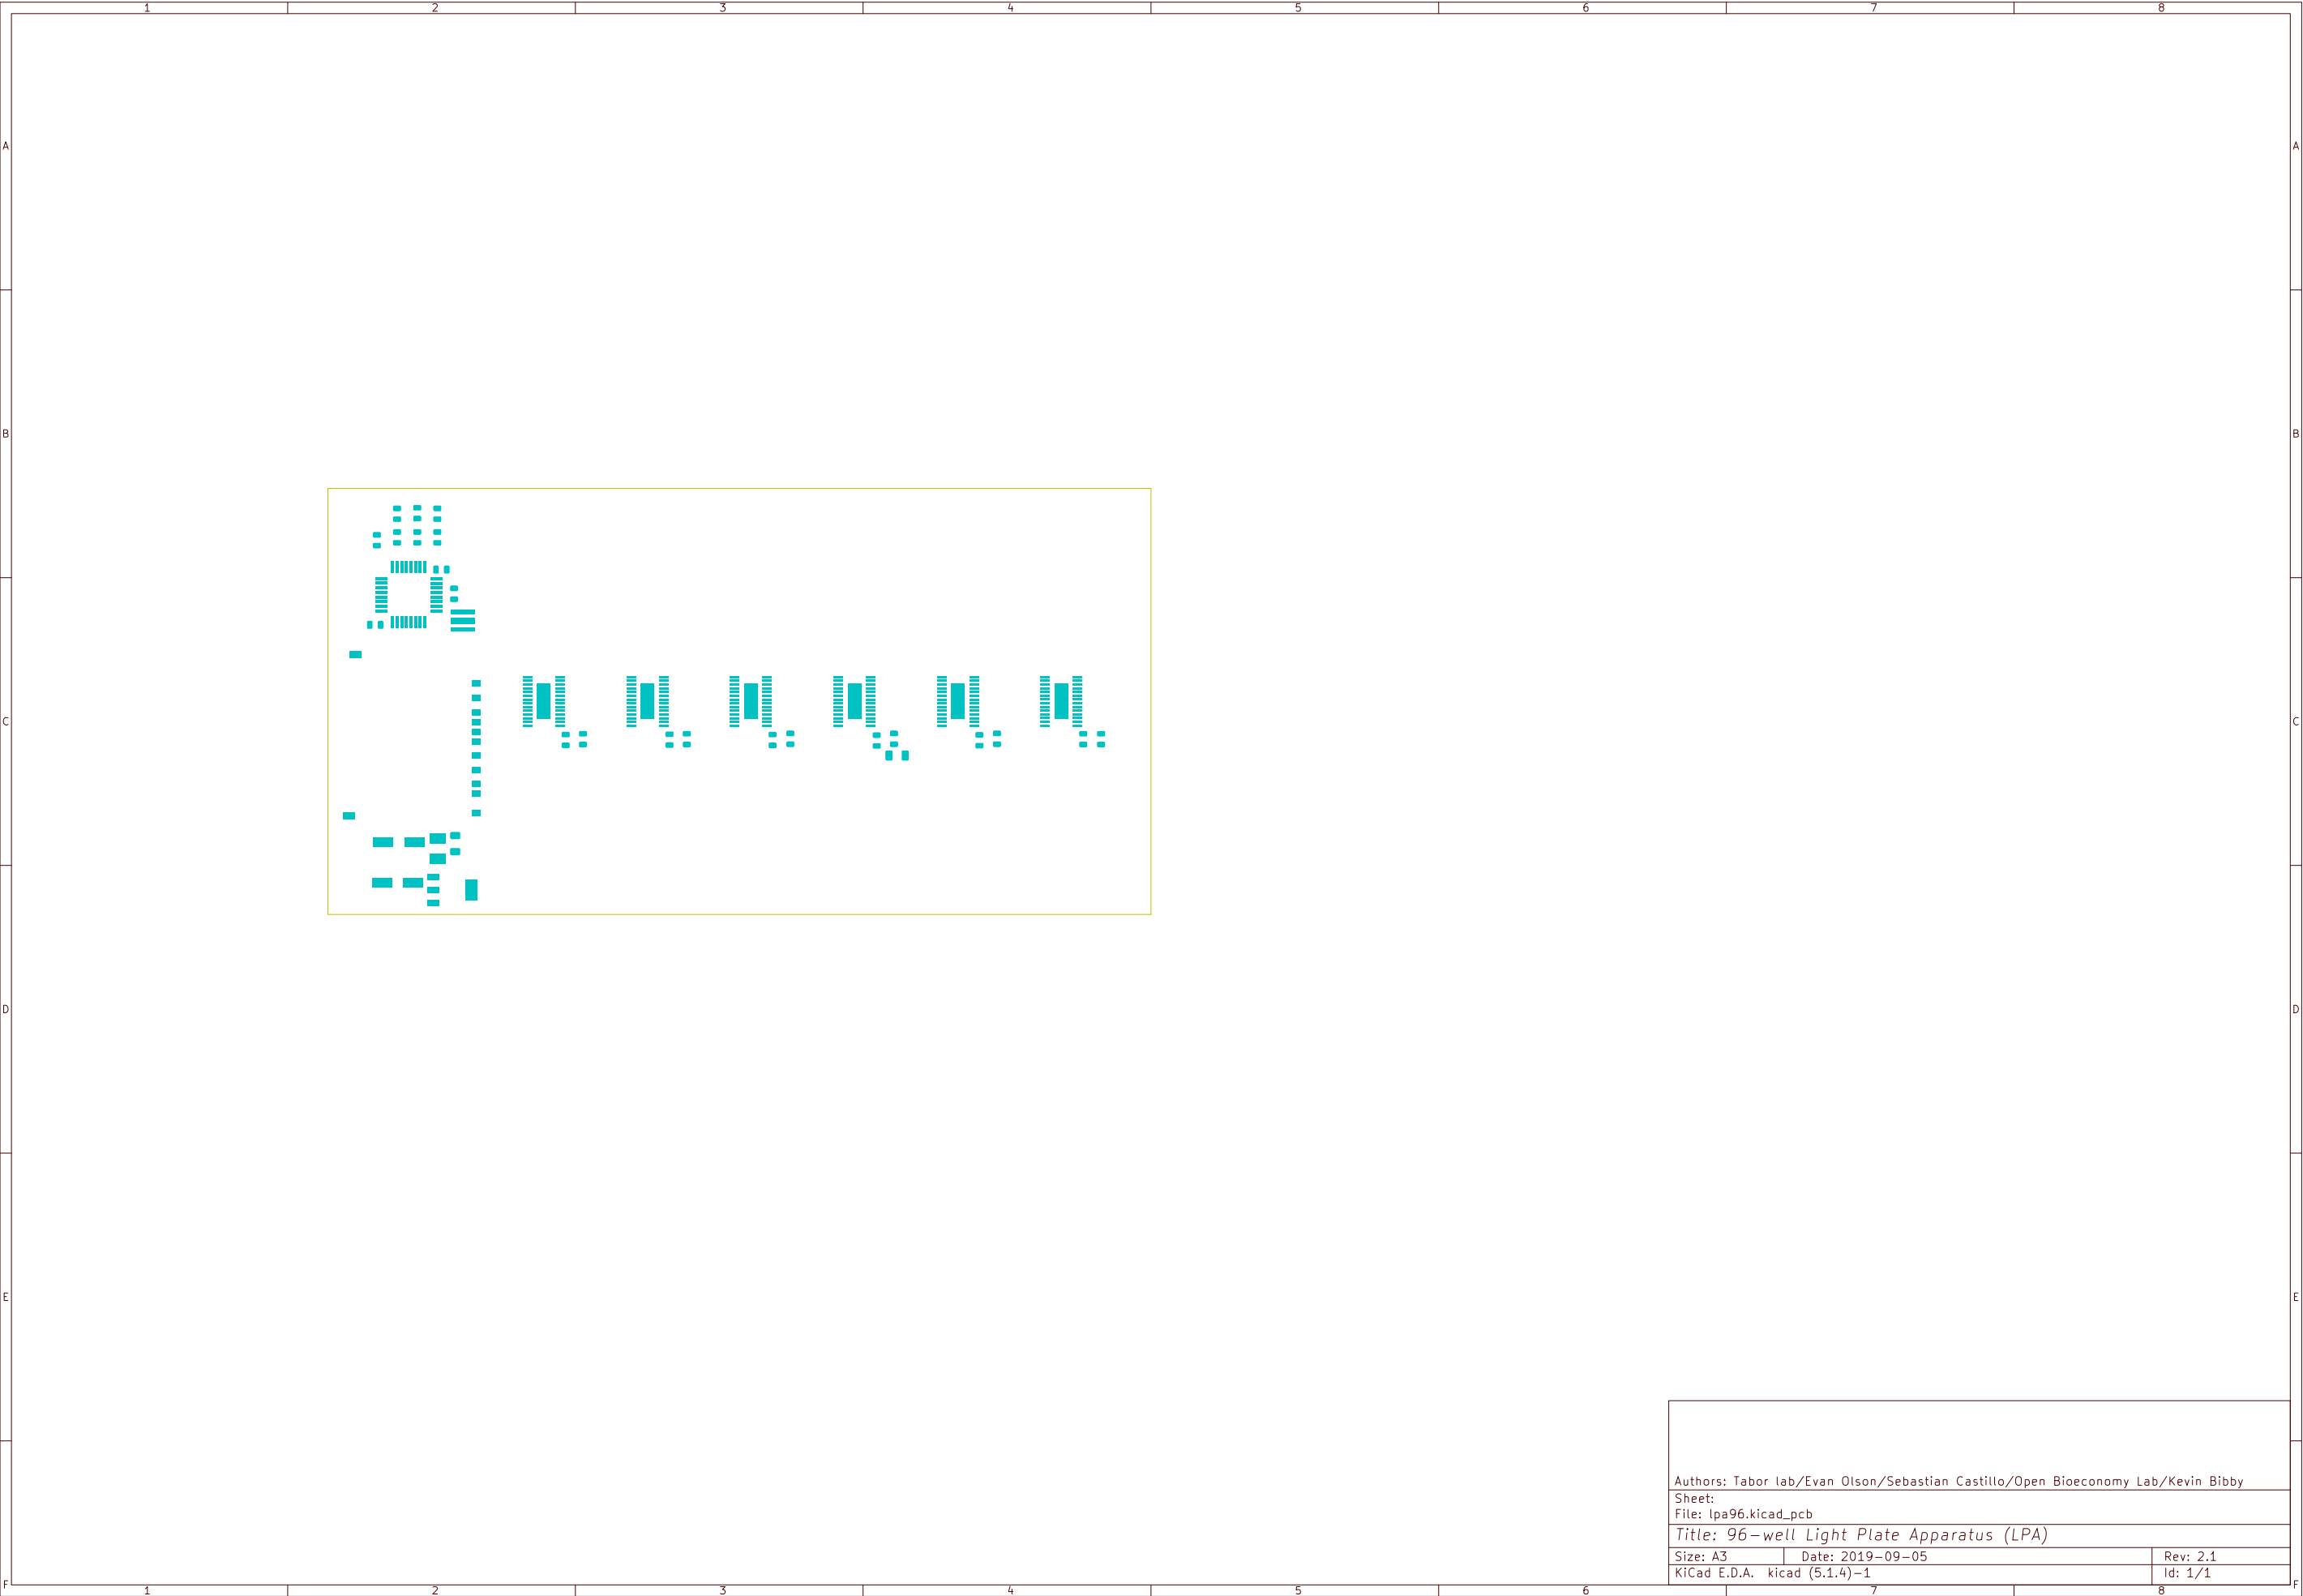 1 2 3 4 5 6 7 8
A A
B B
C C
D D
E E
Authors: Tabor lab/Evan Olson/Sebastian Castillo/Open Bioeconomy Lab/Kevin Bibby
Sheet:
File: lpa96.kicad_pcb
Title: 96-well Light Plate Apparatus (LPA)
Size: A3 Date: 2019-09-05 Rev: 2.1
KiCad E.D.A. kicad (5.1.4)-1 Id: 1/1
F F
1 2 3 4 5 6 7 8